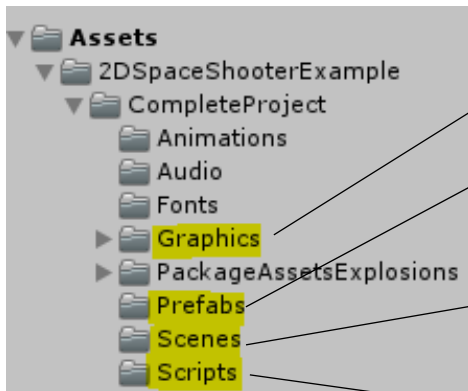 Assets
2DSpaceShooterExample
CompleteProject
Animations
Audio
Fonts
Graphics
PackageAssetsExplosions
Prefabs
Scenes
Scripts